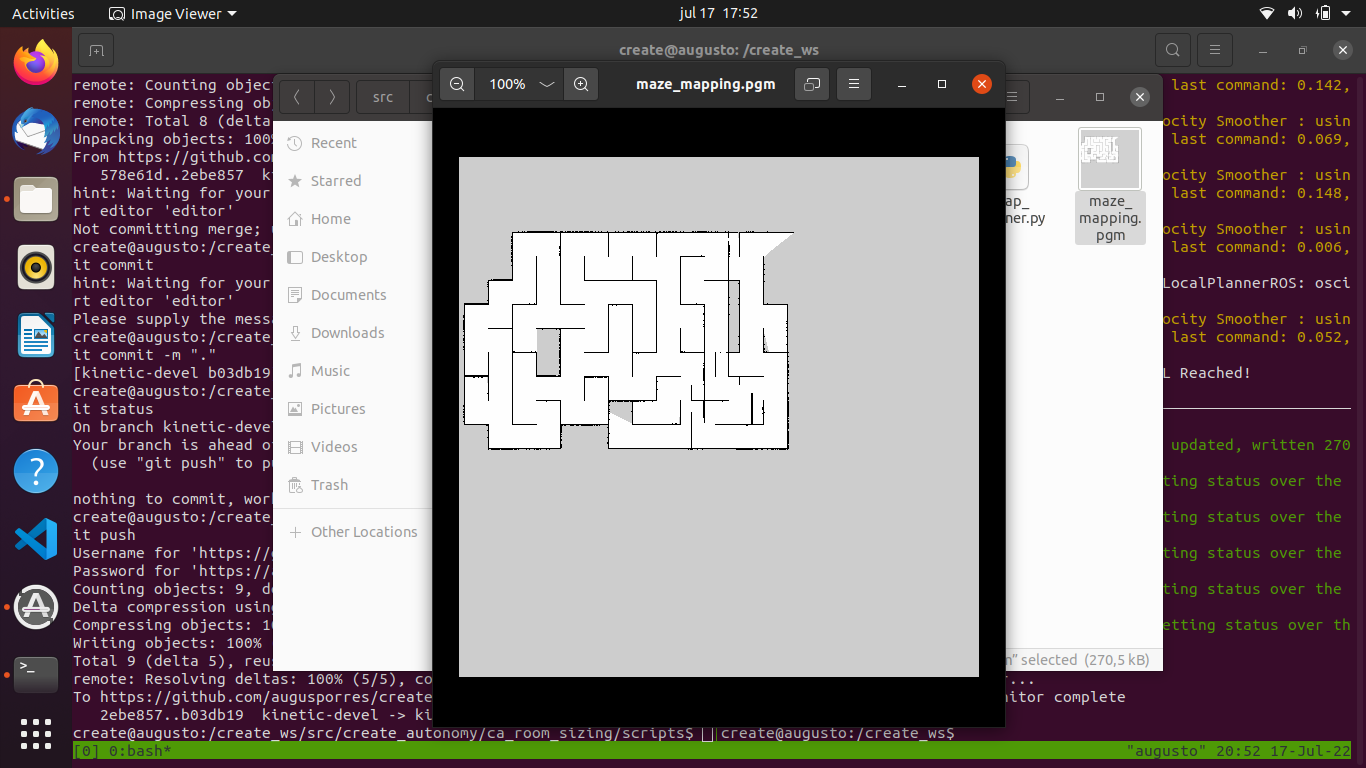 Activities
Image Viewer
jul 17 17:52
create@augusto: /create_ws
100%
maze_mapping.pgm
src
Recent
Starred
Home
Desktop
Documents
Downloads
Music
Pictures
Videos
Trash
Other Locations
maze_
mapping.
pgm
selected (270,5 kB)
remote: Counting objec
remote: Compressing ob
remote: Total 8 (delta
Unpacking objects: 100%
From https://github.co
578e61d..2ebe857
hint: Waiting for your
rt editor 'editor'
Not committing merge;
create@augusto:/create_
it commit
hint: Waiting for your
rt editor 'editor'
Please supply the mess
create@augusto:/create_
it commit -m "."
[kinetic-devel b03db19
create@augusto:/create_
it status
On branch kinetic-deve
Your branch is ahead o
(use "git push" to p
nothing to commit, wor
create@augusto:/create_
it push
Username for 'https://
Password for 'https://
Counting objects: 9, d
Delta compression usin
Compressing objects: 1
Writing objects: 100%
Total 9 (delta 5), reu
remote: Resolving deltas: 100% (5/5), co
To https://github.com/augusporres/create
2ebe857..b03db19 kinetic-devel -> ki
create@augusto:/create_ws/src/create_autonomy/ca_room_sizing/scripts$
last command: 0.142,
ocity Smoother : usin
last command: 0.069,
ocity Smoother : usin
last command: 0.148,
ocity Smoother : usin
last command: 0.006,
LocalPlannerROS: osci
ocity Smoother : usin
last command: 0.052,
L Reached!
updated, written 270
ting status over the
ting status over the
ting status over the
ting status over the
etting status over th
...
nitor complete
create@augusto:/create_ws$
[0] 0:bash*
"augusto" 20:52 17-Jul-22